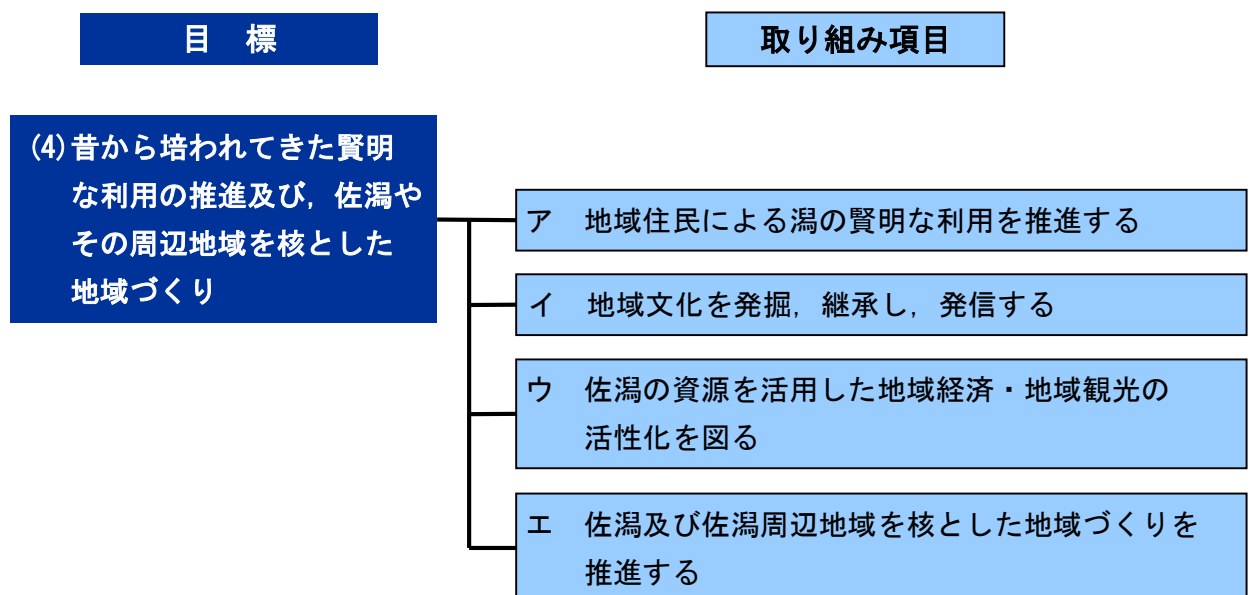 目 標
取り組み項目
(4)昔から培われてきた賢明
な利用の推進及び，佐潟や
その周辺地域を核とした
地域づくり
ア 地域住民による潟の賢明な利用を推進する
イ 地域文化を発掘，継承し，発信する
ウ 佐潟の資源を活用した地域経済・地域観光の
活性化を図る
エ 佐潟及び佐潟周辺地域を核とした地域づくりを
推進する